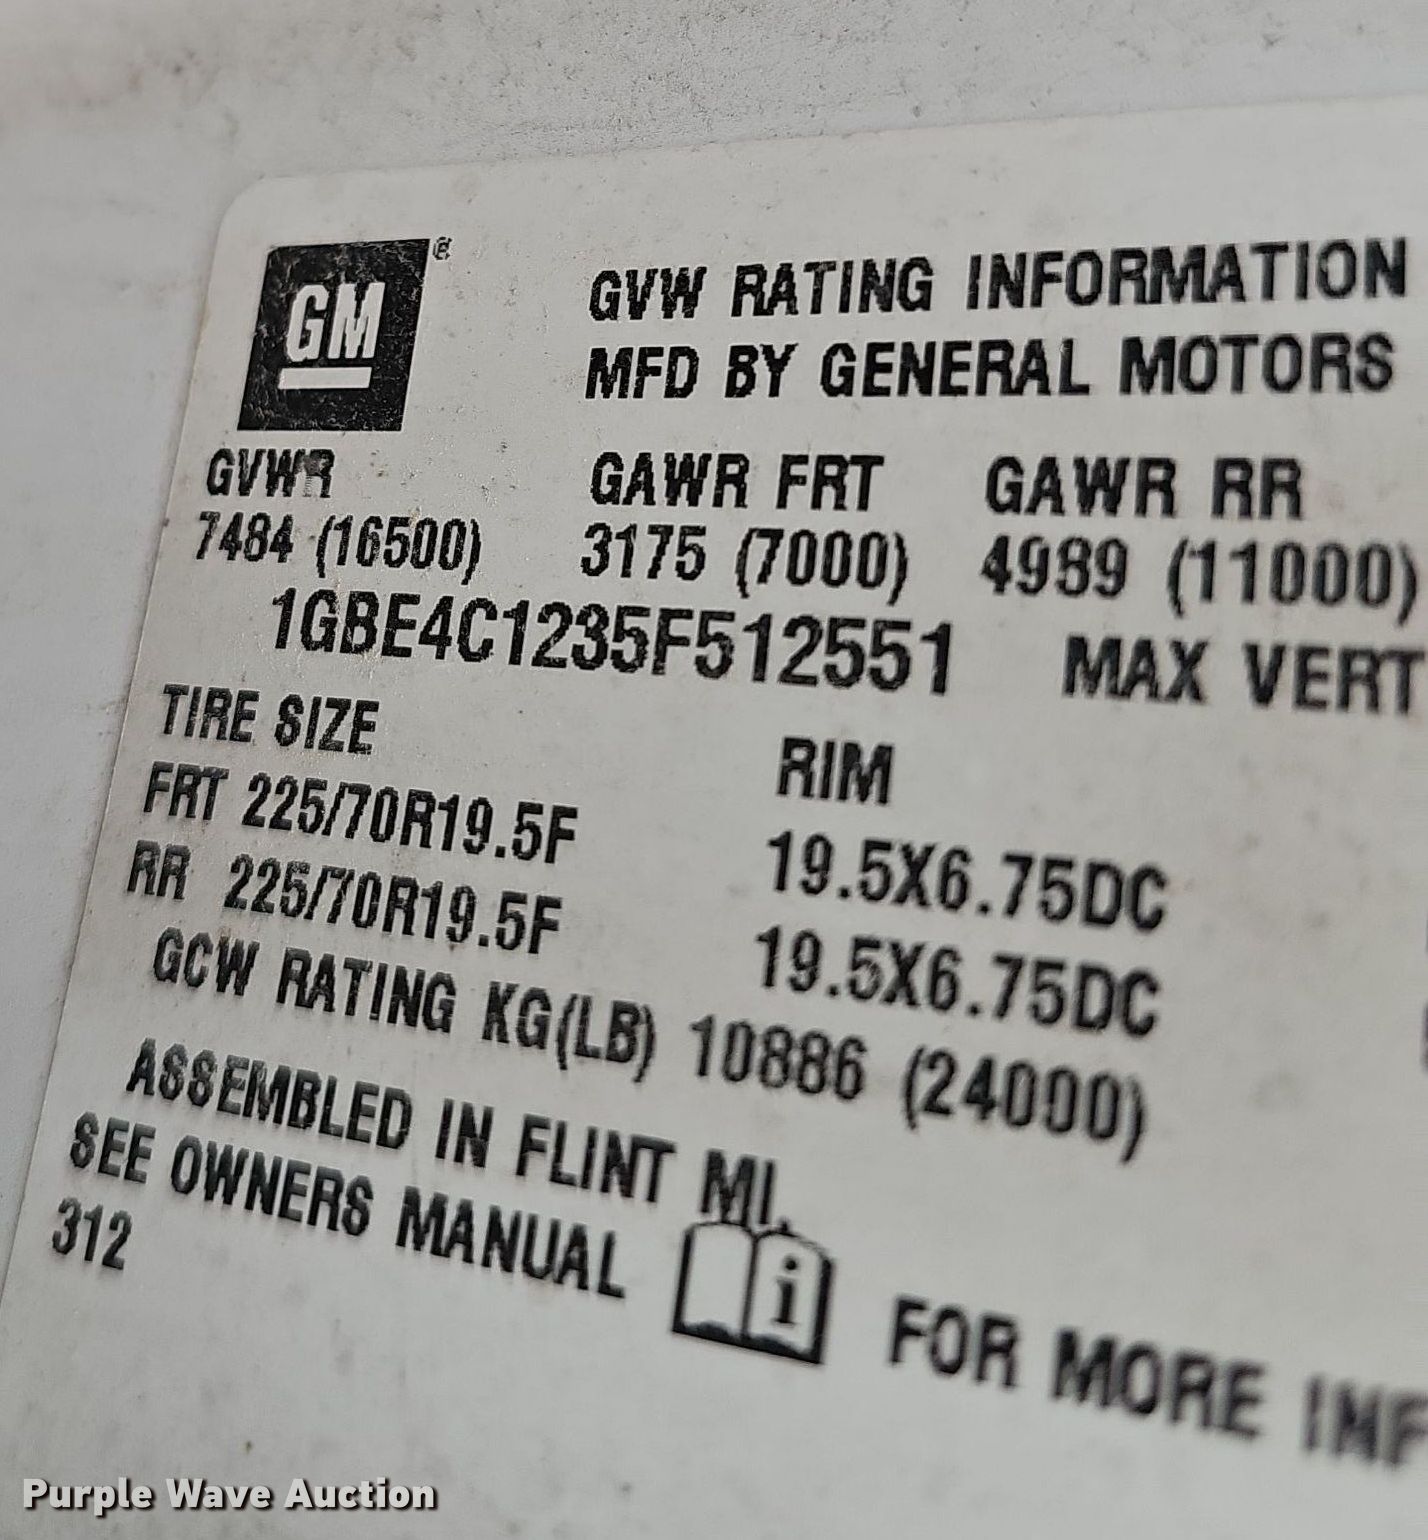 GM ®
GVW RATING INFORMATION
MFD BY GENERAL MOTORS
GVWR GAWR FRT GAWR RR
7484 (16500) 3175 (7000) 4989 (11000)
1GBE4C1235F512551 MAX VERT
TIRE SIZE RIM
FRT 225/70R19.5F 19.5X6.75DC
RR 225/70R19.5F 19.5X6.75DC
GCW RATING KG(LB) 10886 (24000)
ASSEMBLED IN FLINT MI.
SEE OWNERS MANUAL i FOR MORE INF
312
Purple Wave Auction